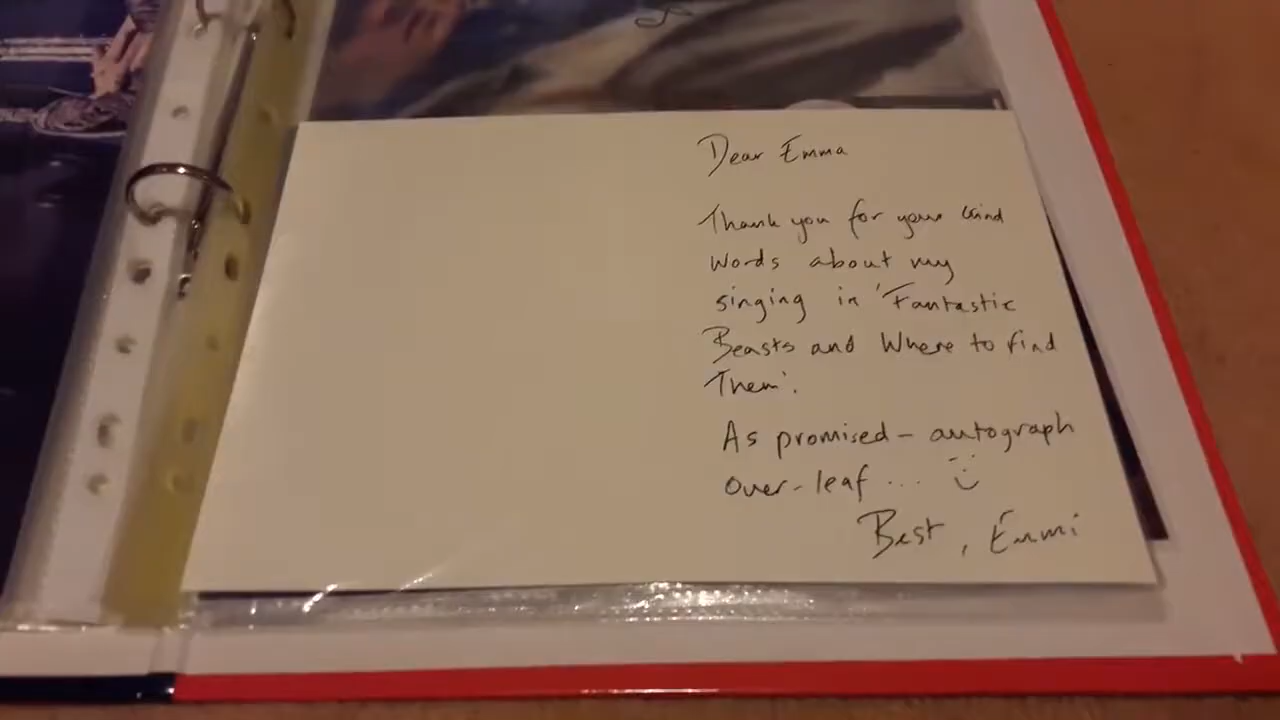 Dear Emma
Thank you for your kind
words about my
singing in 'Fantastic
Beasts and Where to find
Them'.
As promised – autograph
over-leaf... :)
Best, Emmi